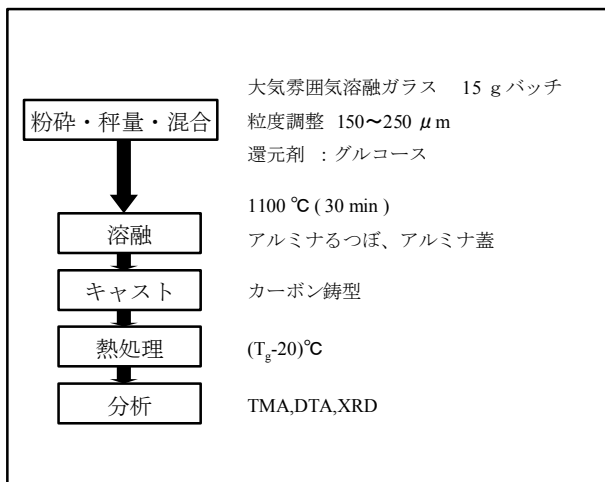 大気雰囲気溶融ガラス　15 g バッチ
粉砕・秤量・混合
粒度調整 150～250 μm
還元剤 ：グルコース
1100 ℃ ( 30 min )
溶融
アルミナるつぼ、アルミナ蓋
キャスト
カーボン鋳型
熱処理
(Tg-20)℃
分析
TMA,DTA,XRD